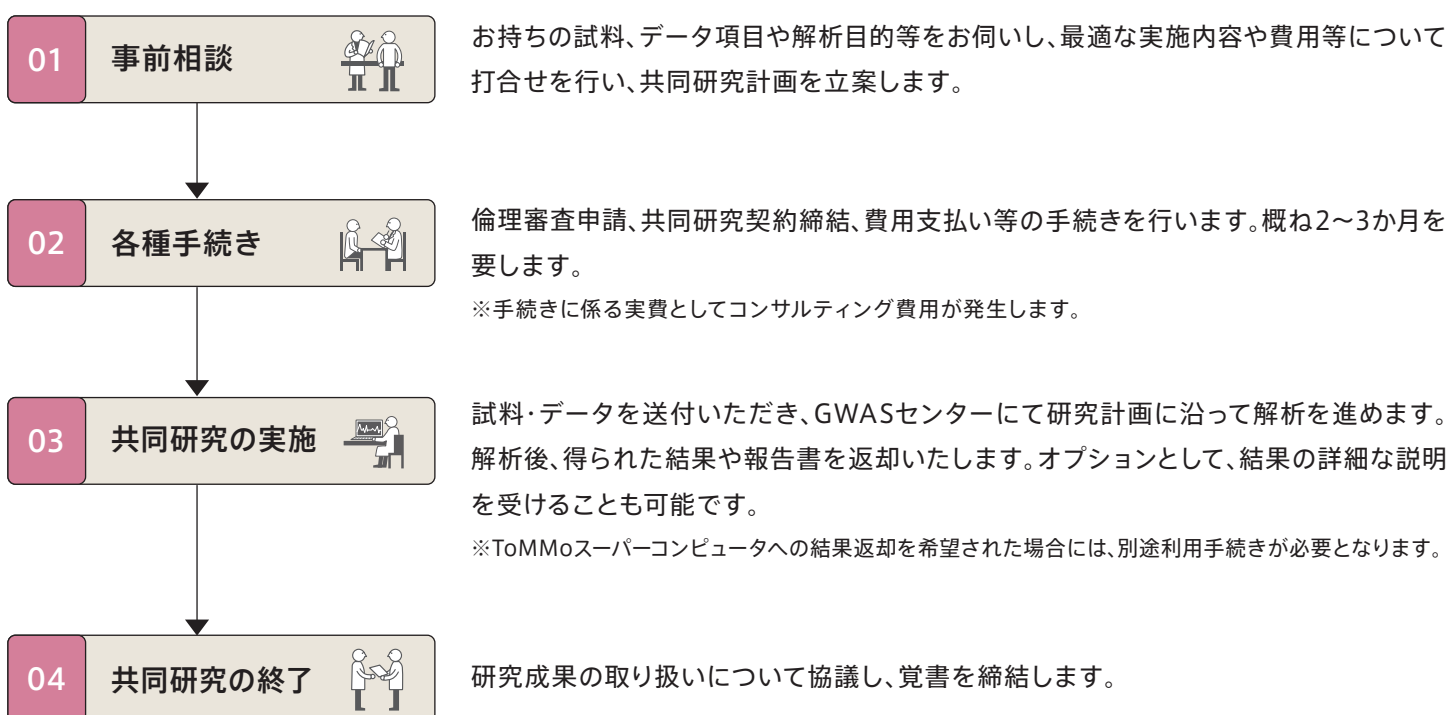 01
事前相談
お持ちの試料、データ項目や解析目的等をお伺いし、最適な実施内容や費用等について
打合せを行い、共同研究計画を立案します。
02
各種手続き
倫理審査申請、共同研究契約締結、費用支払い等の手続きを行います。概ね2〜3か月を
要します。
※手続きに係る実費としてコンサルティング費用が発生します。
03
共同研究の実施
試料・データを送付いただき、GWASセンターにて研究計画に沿って解析を進めます。
解析後、得られた結果や報告書を返却いたします。オプションとして、結果の詳細な説明
を受けることも可能です。
※ToMMoスーパーコンピュータへの結果返却を希望された場合には、別途利用手続きが必要となります。
04
共同研究の終了
研究成果の取り扱いについて協議し、覚書を締結します。